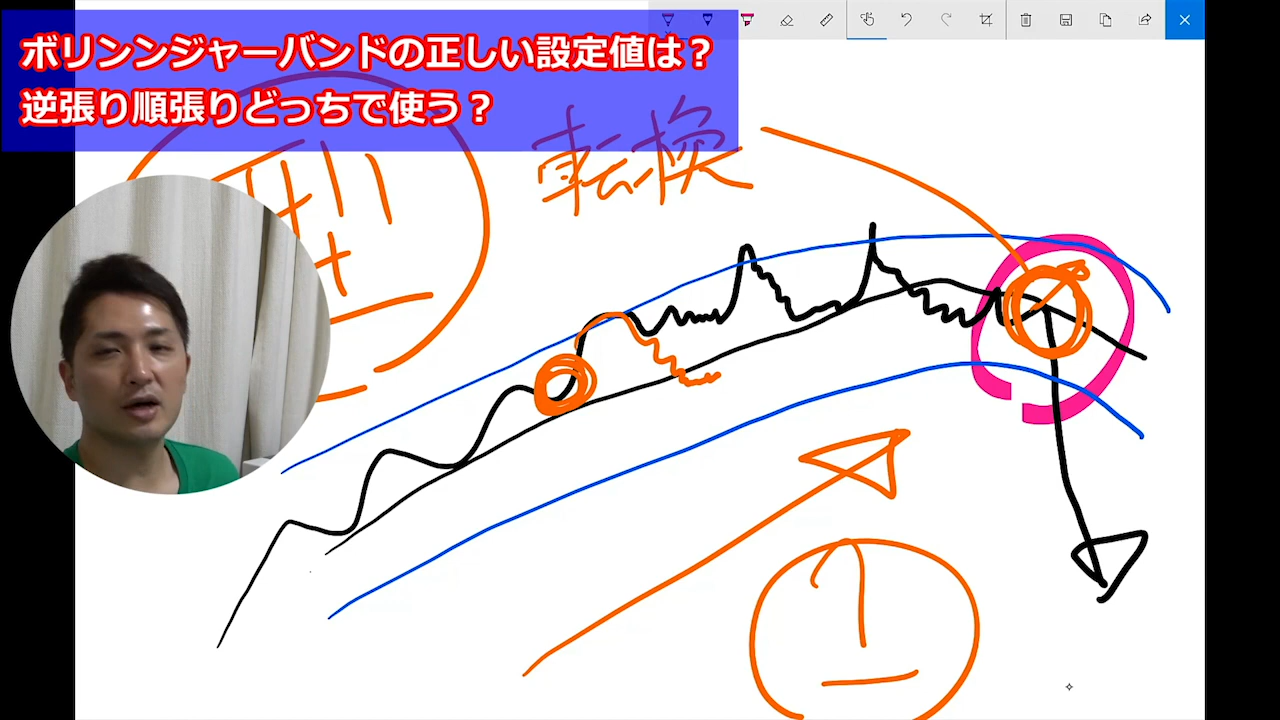 ボリンンジャーバンドの正しい設定値は？
逆張り順張りどっちで使う？
転換
1